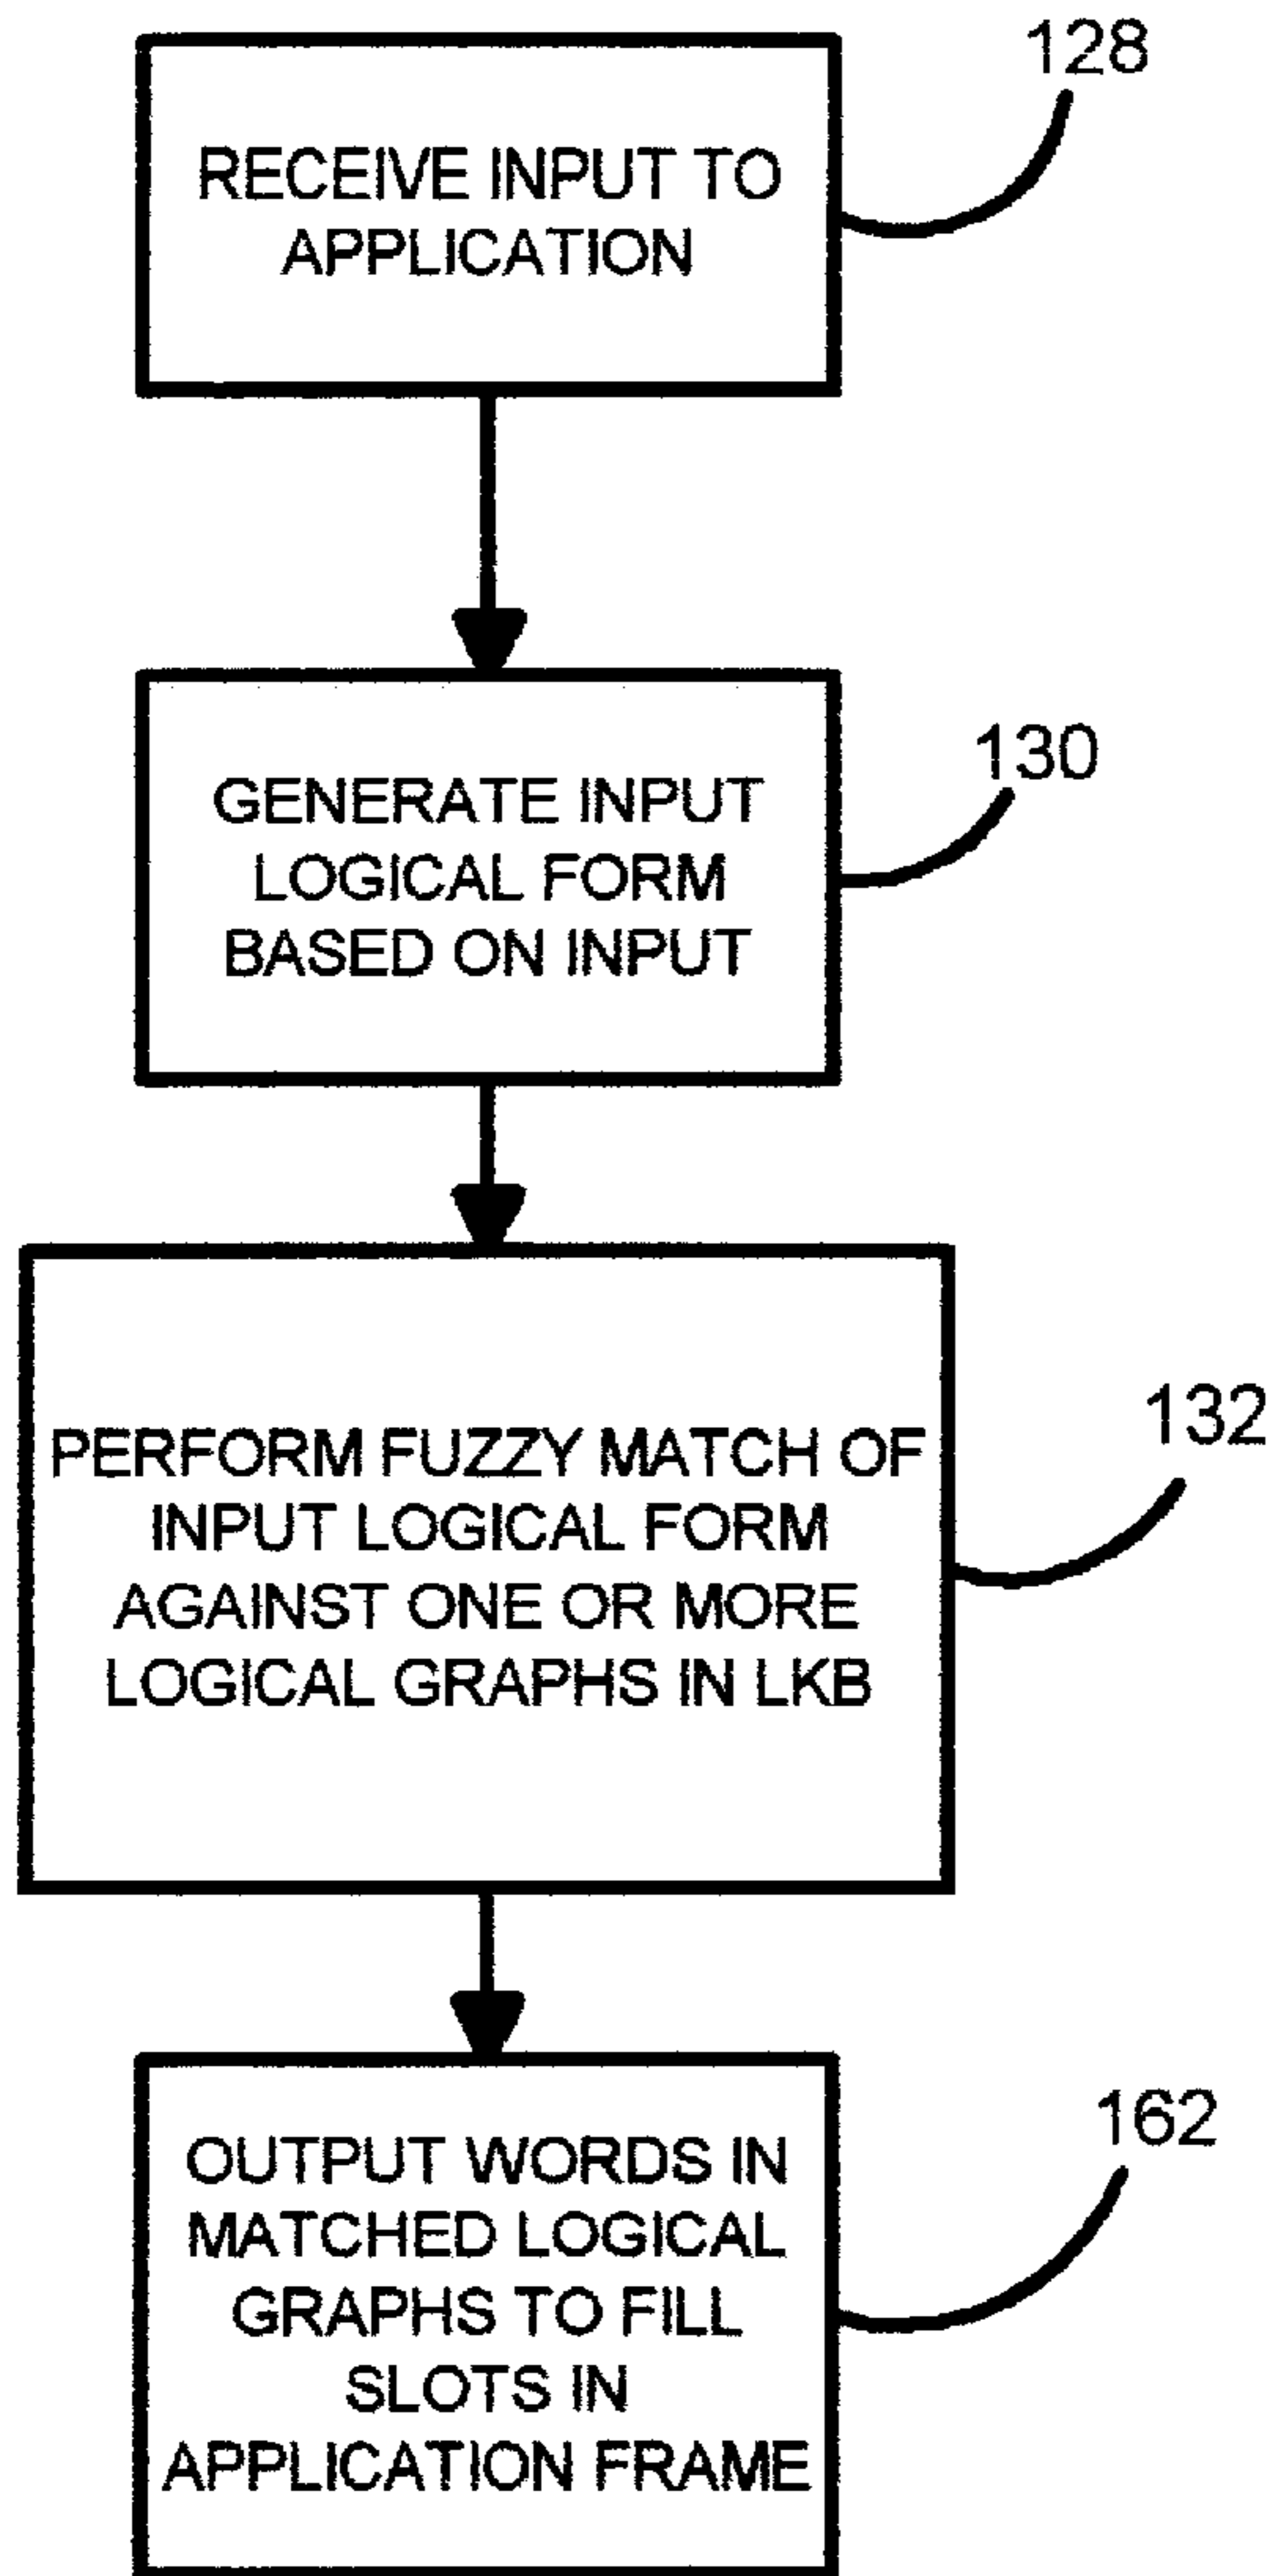 128
RECEIVE INPUT TO
APPLICATION
130
GENERATE INPUT
LOGICAL FORM
BASED ON INPUT
132
PERFORM FUZZY MATCH OF
INPUT LOGICAL FORM
AGAINST ONE OR MORE
LOGICAL GRAPHS IN LKB
162
OUTPUT WORDS IN
MATCHED LOGICAL
GRAPHS TO FILL
SLOTS IN
APPLICATION FRAME